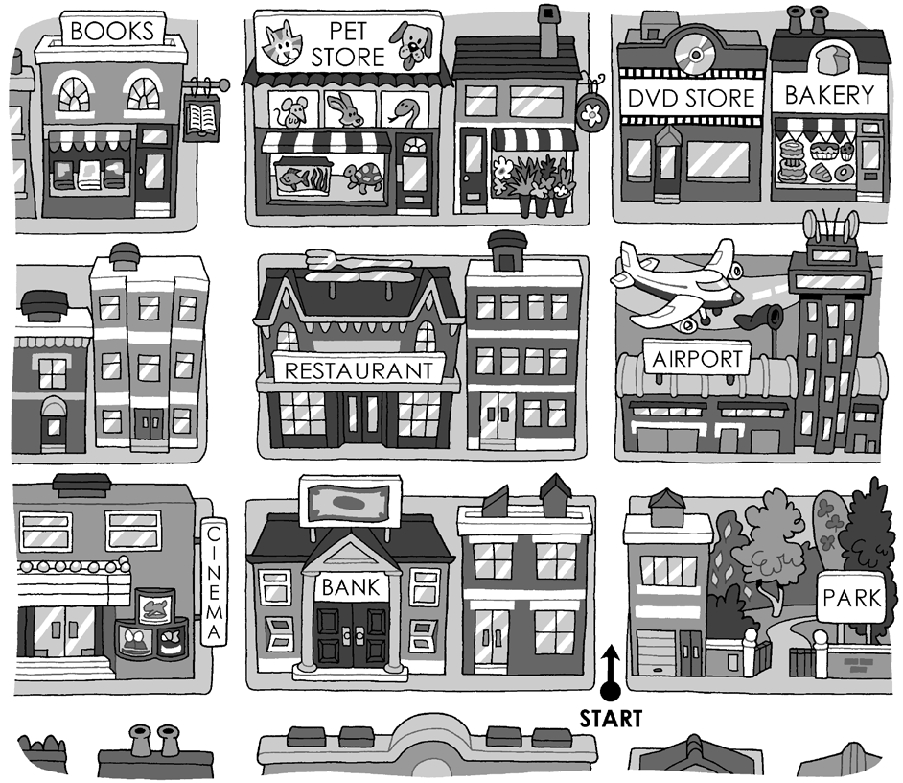 BOOKS
PET
STORE
DVD STORE
BAKERY
RESTAURANT
AIRPORT
CINEMA
BANK
PARK
START